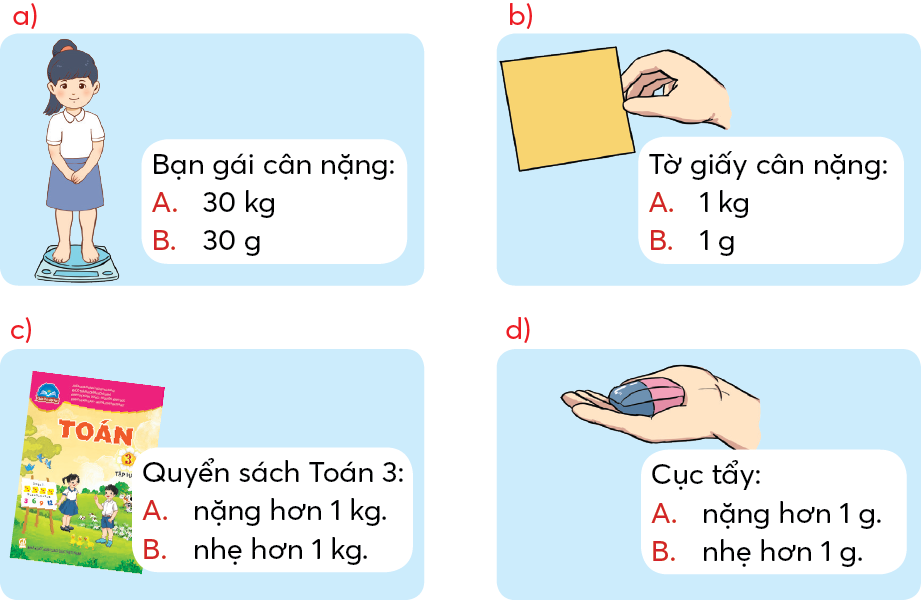 a)
Bạn gái cân nặng:
A. 30 kg
B. 30 g
b)
Tờ giấy cân nặng:
A. 1 kg
B. 1 g
c)
TOÁN
3
Quyển sách Toán 3:
A. nặng hơn 1 kg.
B. nhẹ hơn 1 kg.
d)
Cục tẩy:
A. nặng hơn 1 g.
B. nhẹ hơn 1 g.